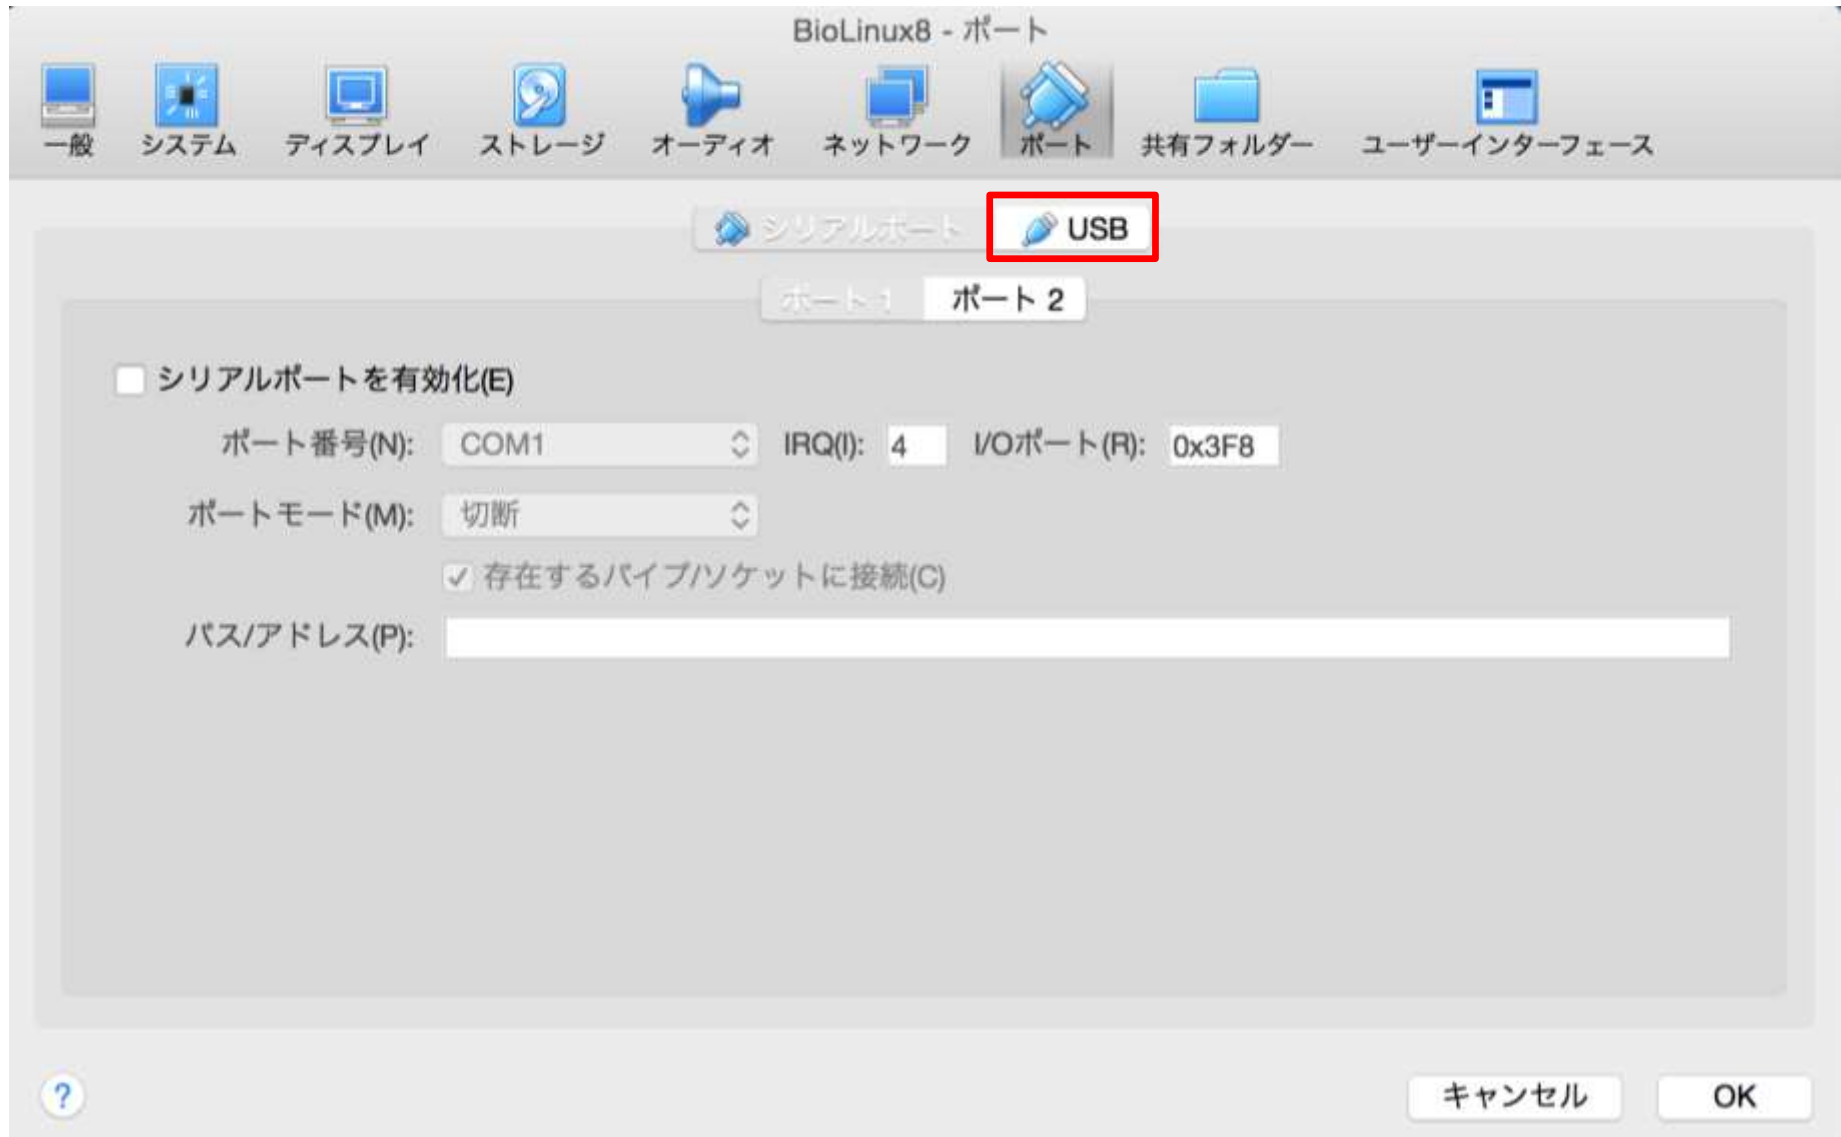 BioLinux8 - ポート
一般 システム ディスプレイ ストレージ オーディオ ネットワーク ポート 共有フォルダー ユーザーインターフェース
シリアルポート USB
ポート 1 ポート 2
シリアルポートを有効化(E)
ポート番号(N): COM1 IRQ(I): 4 I/Oポート(R): 0x3F8
ポートモード(M): 切断
存在するパイプ/ソケットに接続(C)
パス/アドレス(P):
? キャンセル OK